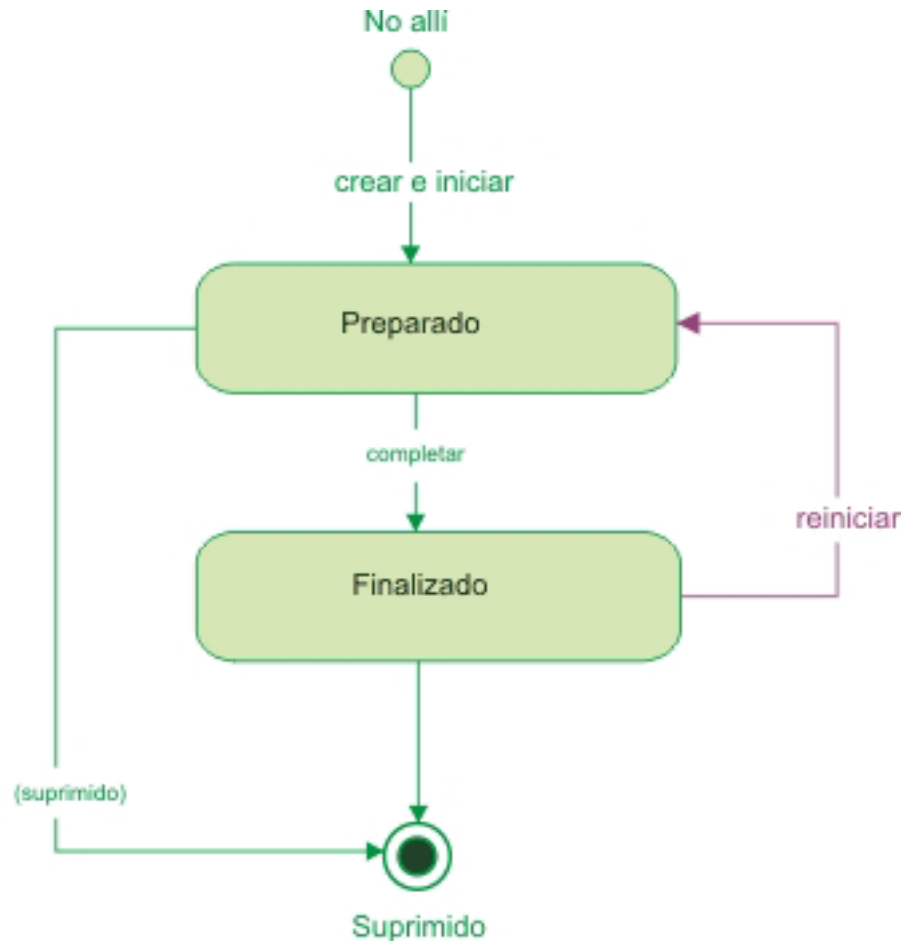 No allí
crear e iniciar
Preparado
completar
reiniciar
Finalizado
(suprimido)
Suprimido